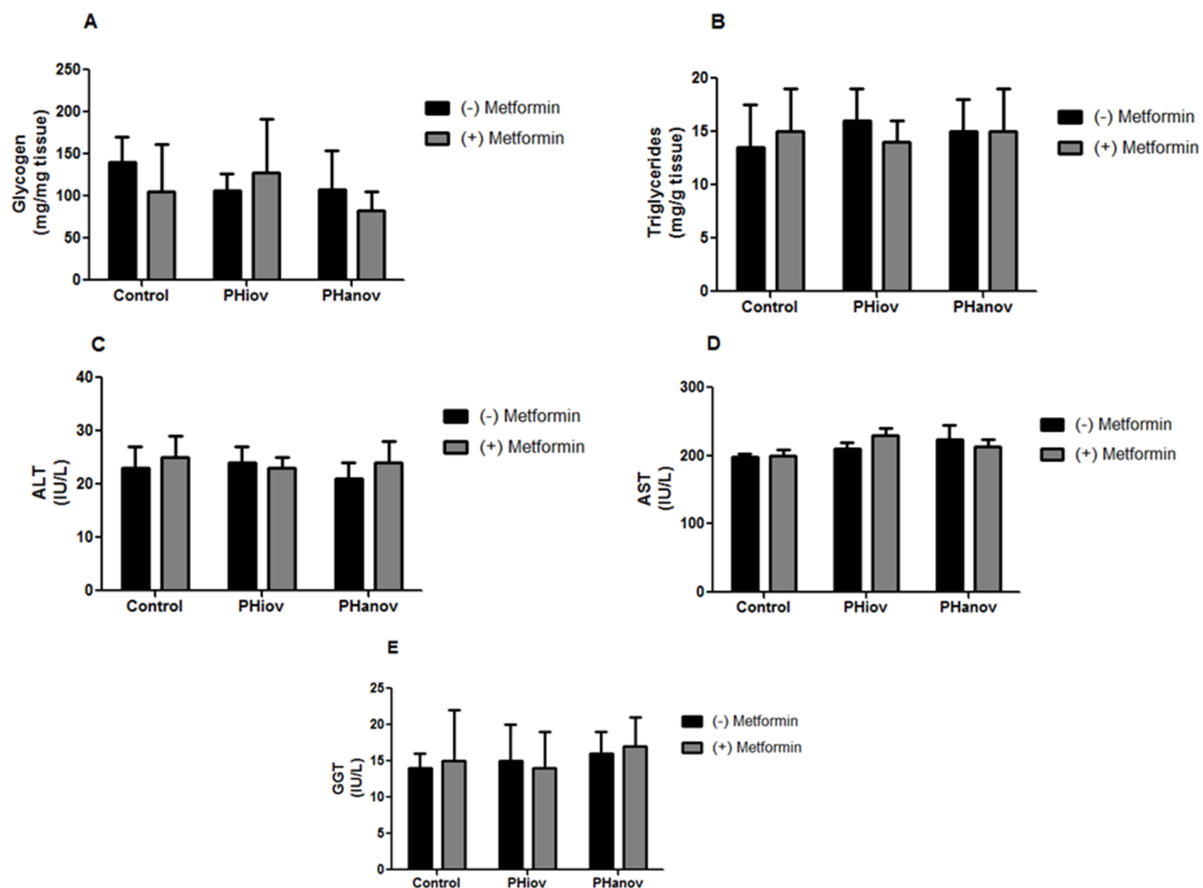 A
Glycogen
(mg/mg tissue)
250
200
150
100
50
0
Control PHiov PHanov
(-) Metformin
(+) Metformin
B
Triglycerides
(mg/g tissue)
20
15
10
5
0
Control PHiov PHanov
(-) Metformin
(+) Metformin
C
ALT
(IU/L)
40
30
20
10
0
Control PHiov PHanov
(-) Metformin
(+) Metformin
D
AST
(IU/L)
300
200
100
0
Control PHiov PHanov
(-) Metformin
(+) Metformin
E
GGT
(IU/L)
25
20
15
10
5
0
Control PHiov PHanov
(-) Metformin
(+) Metformin